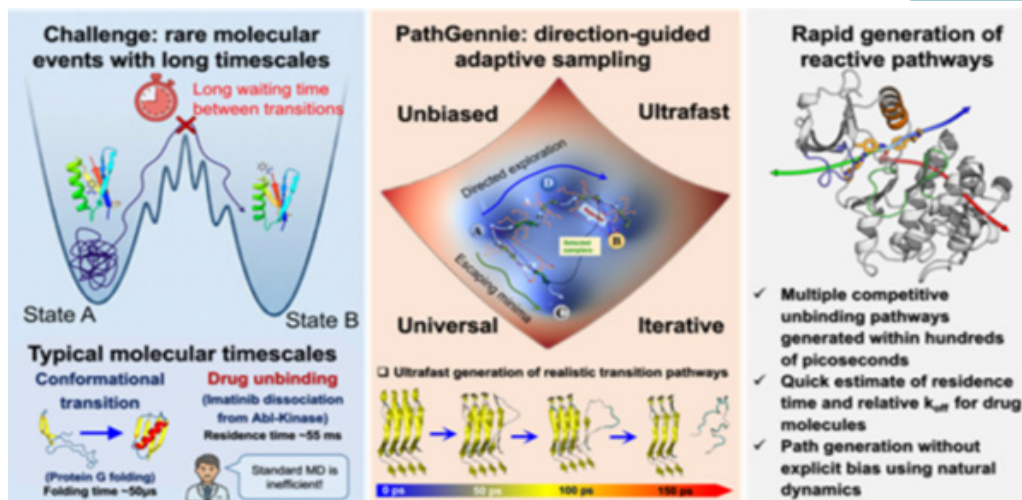 Challenge: rare molecular
events with long timescales
Long waiting time
between transitions
State A
State B
Typical molecular timescales
Conformational
transition
(Protein G folding)
Folding time ~50μs
Drug unbinding
(Imatinib dissociation
from Abl-Kinase)
Residence time ~55 ms
Standard MD is
inefficient!
PathGennie: direction-guided
adaptive sampling
Unbiased
Ultrafast
Directed exploration
D
A
B
Selected
samplers
Escaping minima
C
Universal
Iterative
❑ Ultrafast generation of realistic transition pathways
0 ps
50 ps
100 ps
150 ps
Rapid generation of
reactive pathways
✓ Multiple competitive
unbinding pathways
generated within hundreds
of picoseconds
✓ Quick estimate of residence
time and relative koff for drug
molecules
✓ Path generation without
explicit bias using natural
dynamics